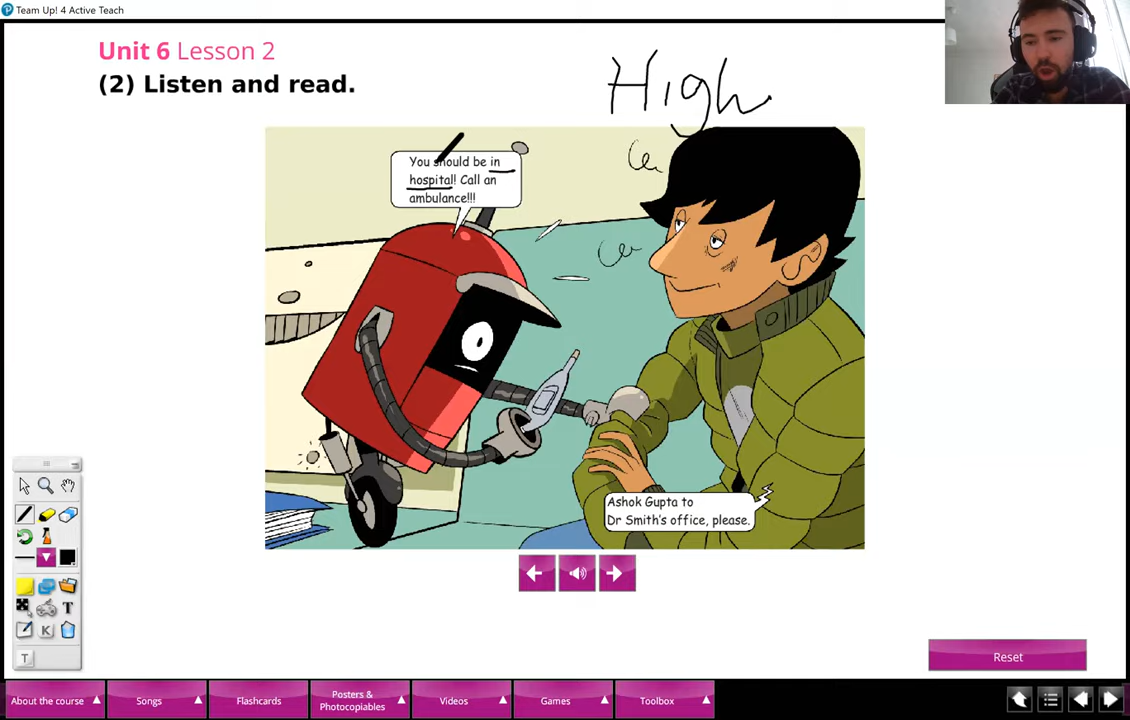 Team Up! 4 Active Teach
Unit 6 Lesson 2
(2) Listen and read.
High
You should be in
hospital! Call an
ambulance!!!
Ashok Gupta to
Dr Smith's office, please.
Reset
T
K
T
About the course
Songs
Flashcards
Posters &
Photocopiables
Videos
Games
Toolbox